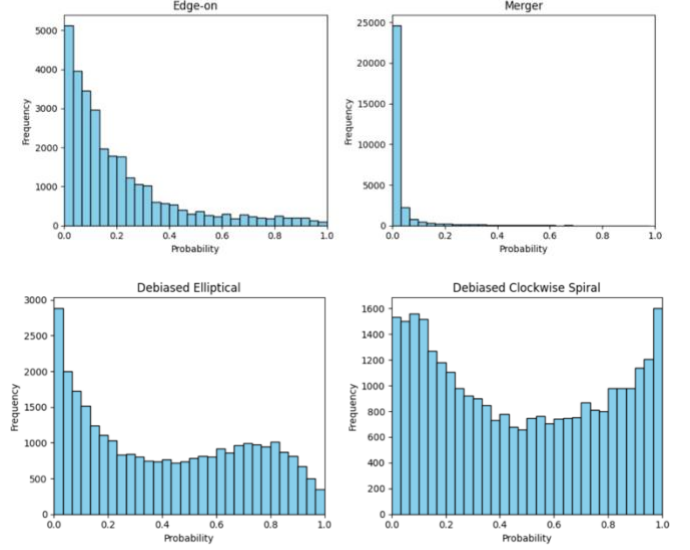 Edge-on
5000
4000
3000
2000
1000
0
Frequency
0.0 0.2 0.4 0.6 0.8 1.0
Probability
Merger
25000
20000
15000
10000
5000
0
Frequency
0.0 0.2 0.4 0.6 0.8 1.0
Probability
Debiased Elliptical
3000
2500
2000
1500
1000
500
0
Frequency
0.0 0.2 0.4 0.6 0.8 1.0
Probability
Debiased Clockwise Spiral
1600
1400
1200
1000
800
600
400
200
0
Frequency
0.0 0.2 0.4 0.6 0.8 1.0
Probability